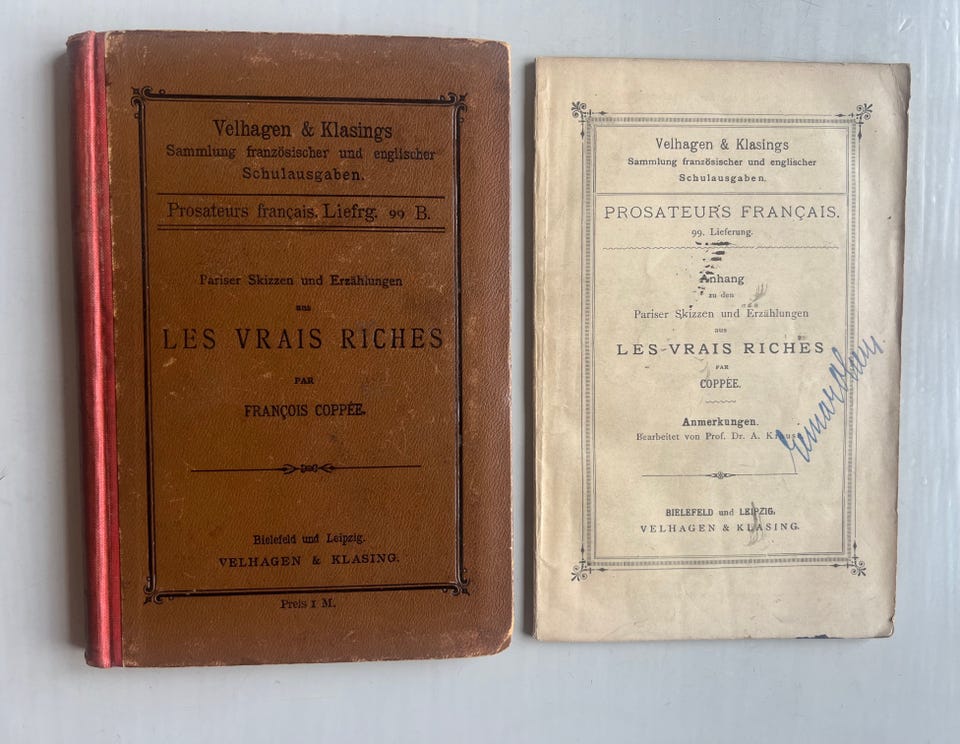 Velhagen & Klasings
Sammlung französischer und englischer
Schulausgaben.
Prosateurs français. Liefrg. 99 B.
Pariser Skizzen und Erzählungen
aus
LES VRAIS RICHES
PAR
FRANÇOIS COPPÉE.
Bielefeld und Leipzig.
VELHAGEN & KLASING.
Preis 1 M.
Velhagen & Klasings
Sammlung französischer und englischer
Schulausgaben.
PROSATEURS FRANÇAIS.
99. Lieferung.
Anhang
zu den
Pariser Skizzen und Erzählungen
aus
LES VRAIS RICHES
PAR
COPPÉE.
Anmerkungen.
Bearbeitet von Prof. Dr. A.
BIELEFELD und LEIPZIG.
VELHAGEN & KLASING.